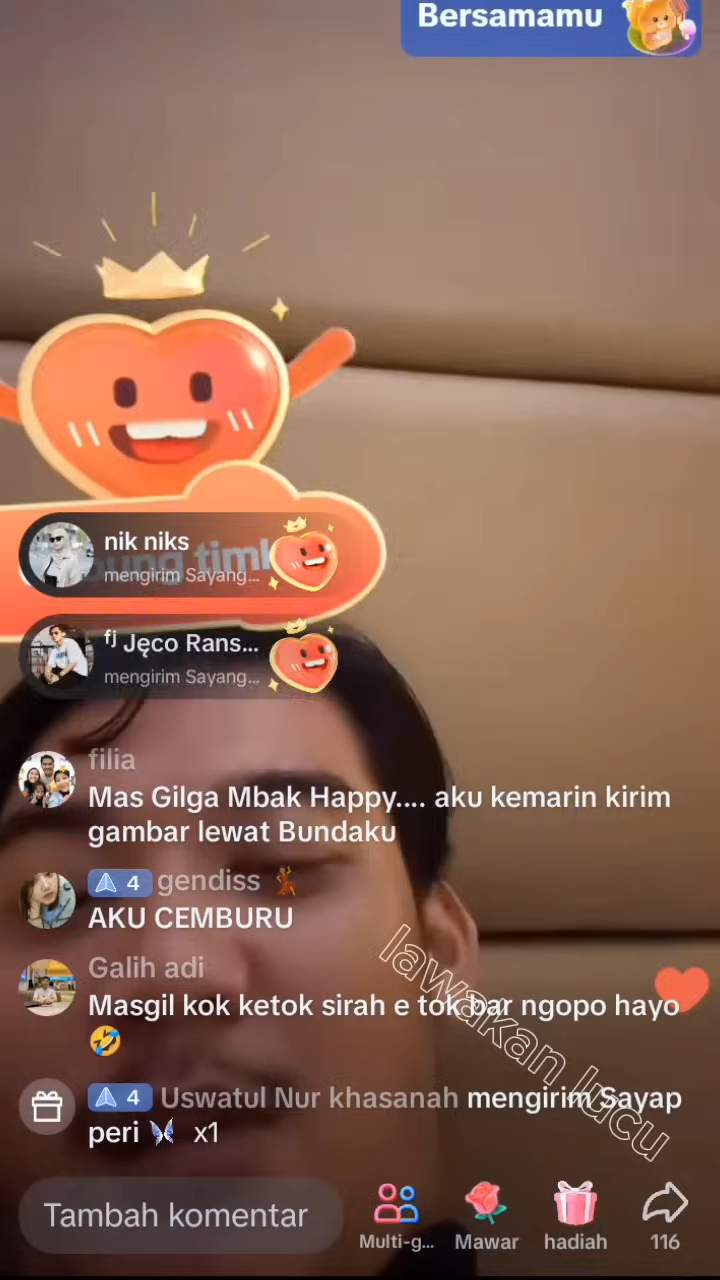 Bersamamu
nik niks
mengirim Sayang...
fj Jęco Rans...
mengirim Sayang...
filia
Mas Gilga Mbak Happy.... aku kemarin kirim
gambar lewat Bundaku
4 gendiss 💃
AKU CEMBURU
Galih adi
Masgil kok ketok sirah e tok bar ngopo hayo
🤣
lawakan lucu
4 Uswatul Nur khasanah mengirim Sayap
peri x1
Tambah komentar
Multi-g...
Mawar
hadiah
116